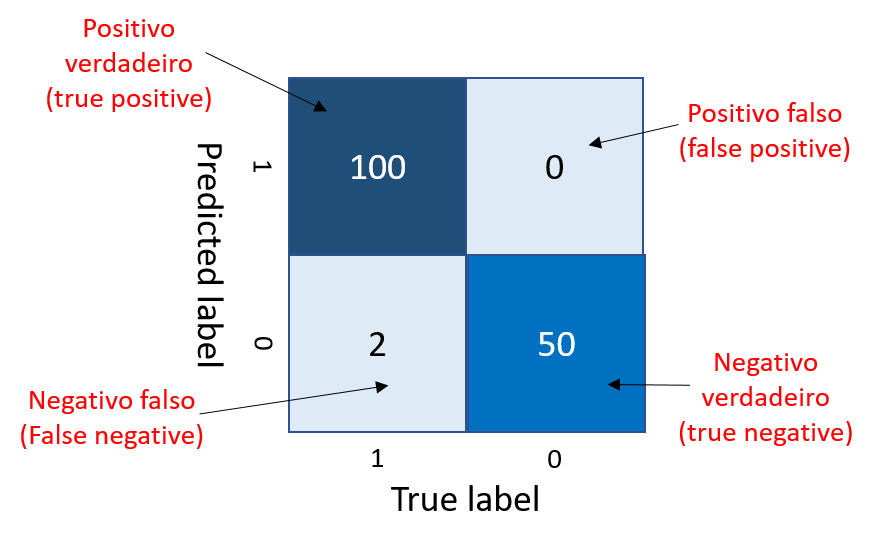 Positivo
verdadeiro
(true positive)
Positivo falso
(false positive)
Predicted label
1
100
0
0
2
50
Negativo falso
(False negative)
Negativo
verdadeiro
(true negative)
1
0
True label